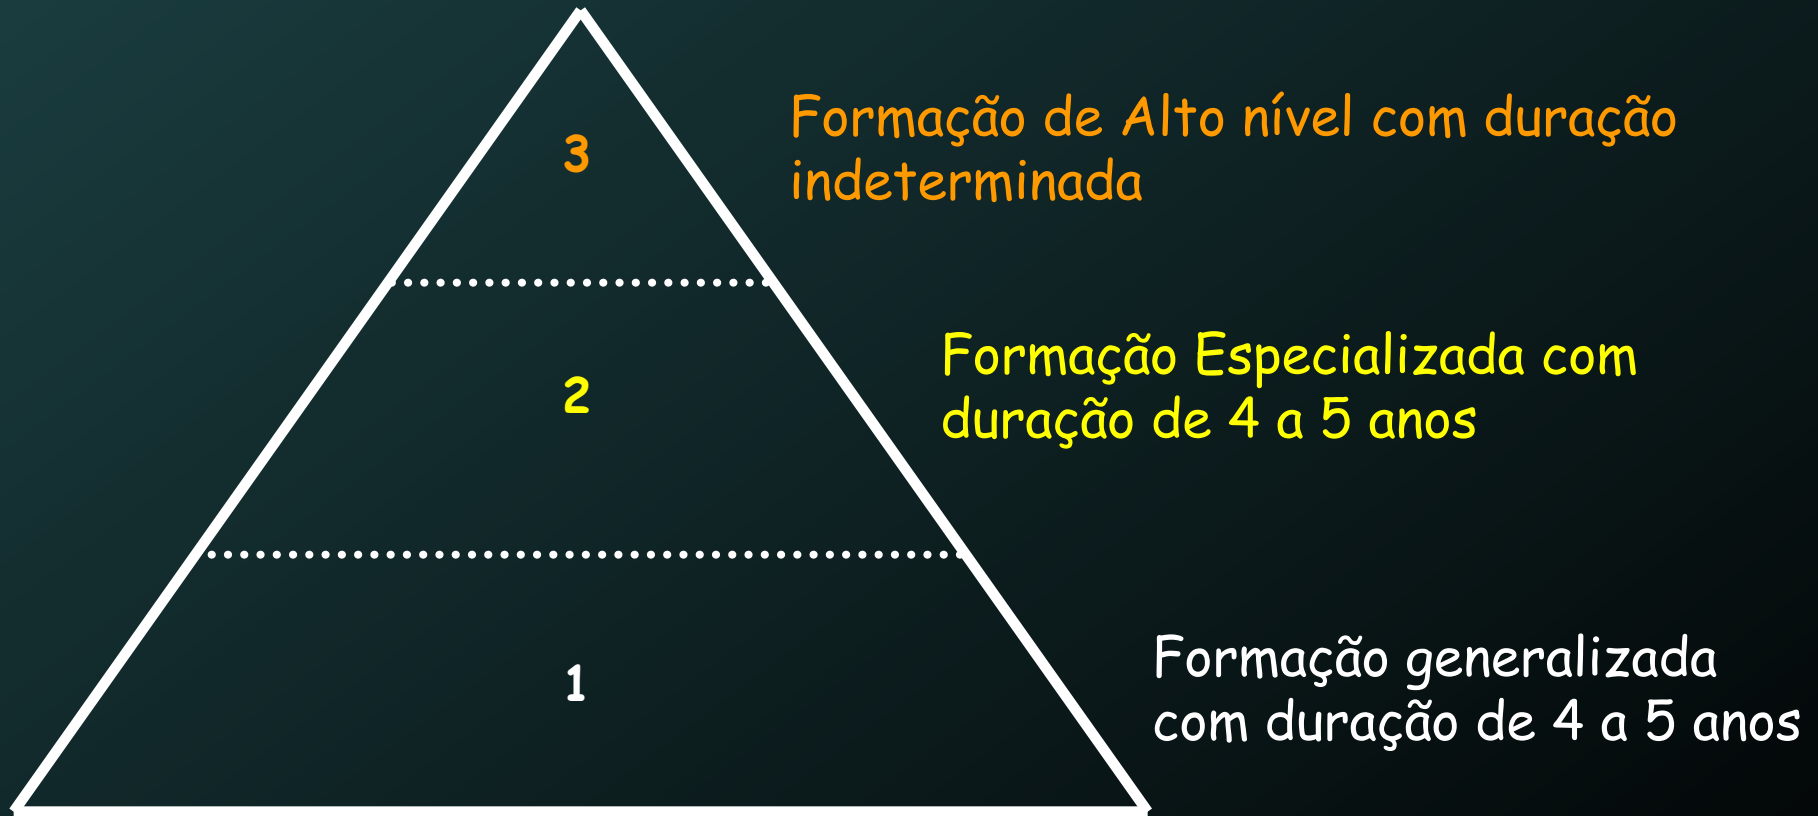 3
Formação de Alto nível com duração
indeterminada
2
Formação Especializada com
duração de 4 a 5 anos
1
Formação generalizada
com duração de 4 a 5 anos